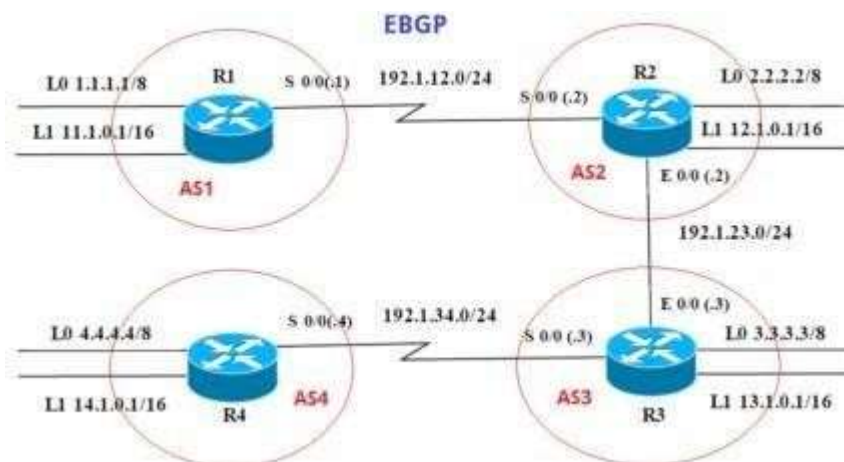 EBGP
L0 1.1.1.1/8
R1
S 0/0(.1)
192.1.12.0/24
R2
L0 2.2.2.2/8
S 0/0 (.2)
L1 11.1.0.1/16
L1 12.1.0.1/16
AS1
AS2
E 0/0 (.2)
192.1.23.0/24
L0 4.4.4.4/8
S 0/0(.4)
192.1.34.0/24
E 0/0 (.3)
S 0/0 (.3)
L0 3.3.3.3/8
L1 14.1.0.1/16
R4
AS4
AS3
R3
L1 13.1.0.1/16